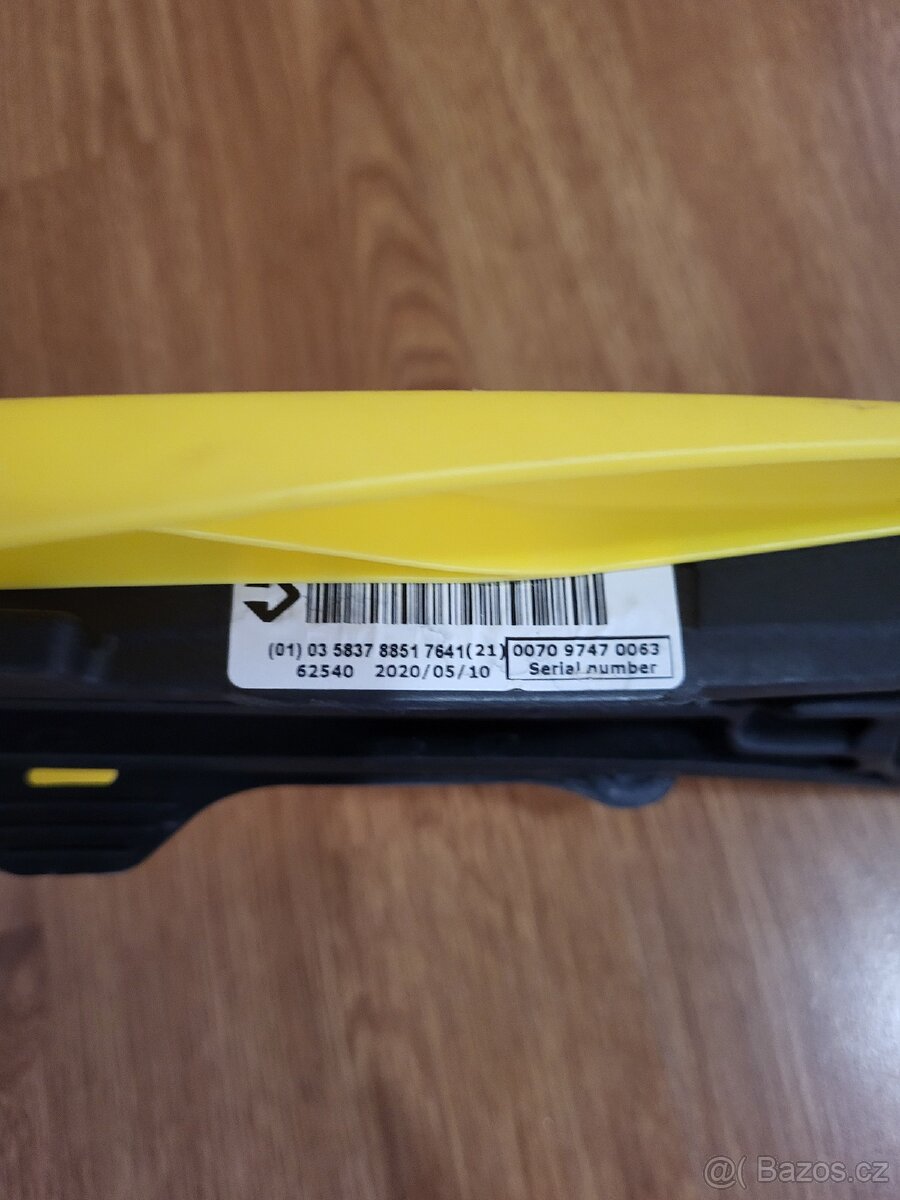 (01) 03 5837 8851 7641(21) 0070 9747 0063
62540 2020/05/10 Serial number
@( Bazos.cz